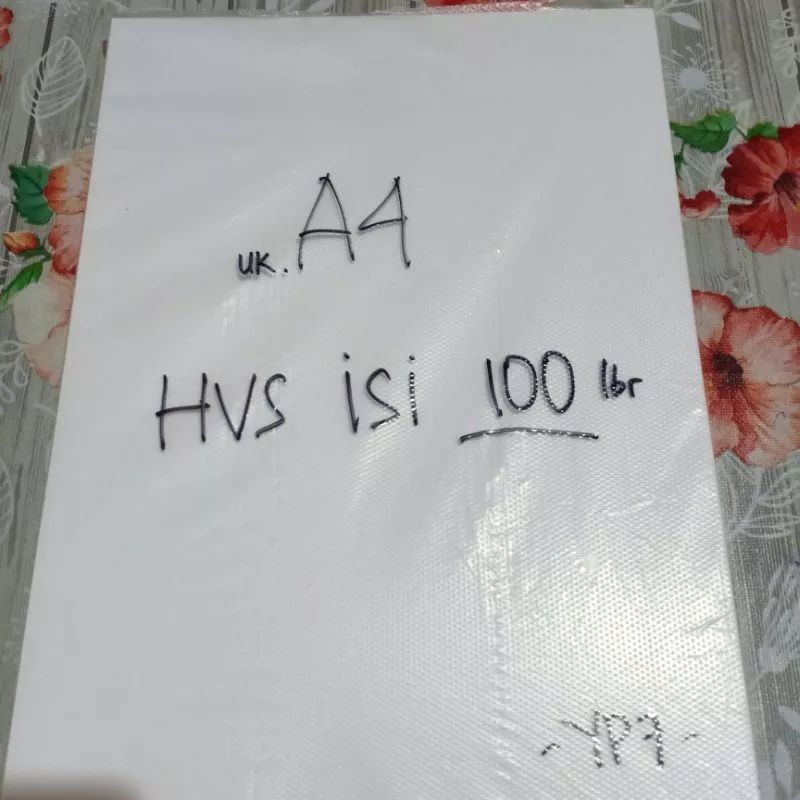 uk. A4
HVS isi 100 lbr
- YP7 -